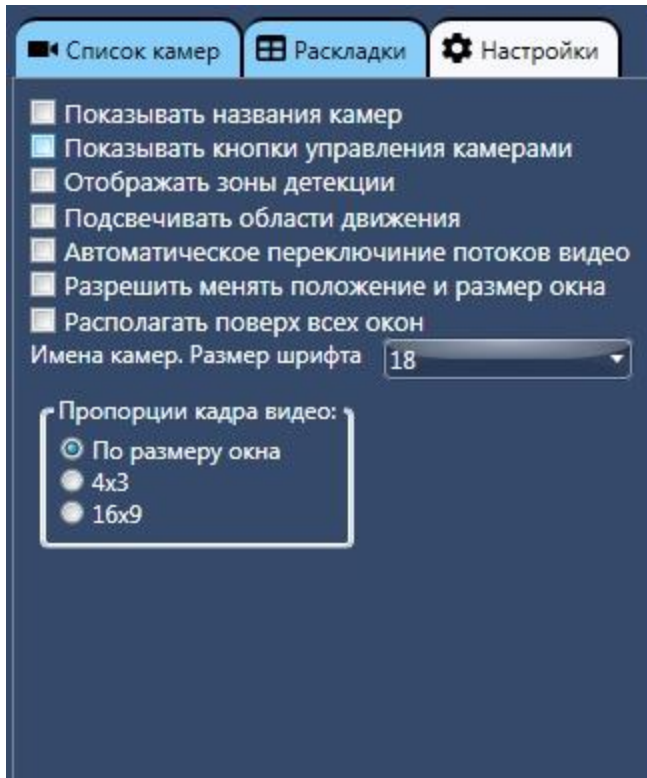 Список камер Раскладки Настройки
Показывать названия камер
Показывать кнопки управления камерами
Отображать зоны детекции
Подсвечивать области движения
Автоматическое переключиние потоков видео
Разрешить менять положение и размер окна
Располагать поверх всех окон
Имена камер. Размер шрифта 18
Пропорции кадра видео:
По размеру окна
4x3
16x9